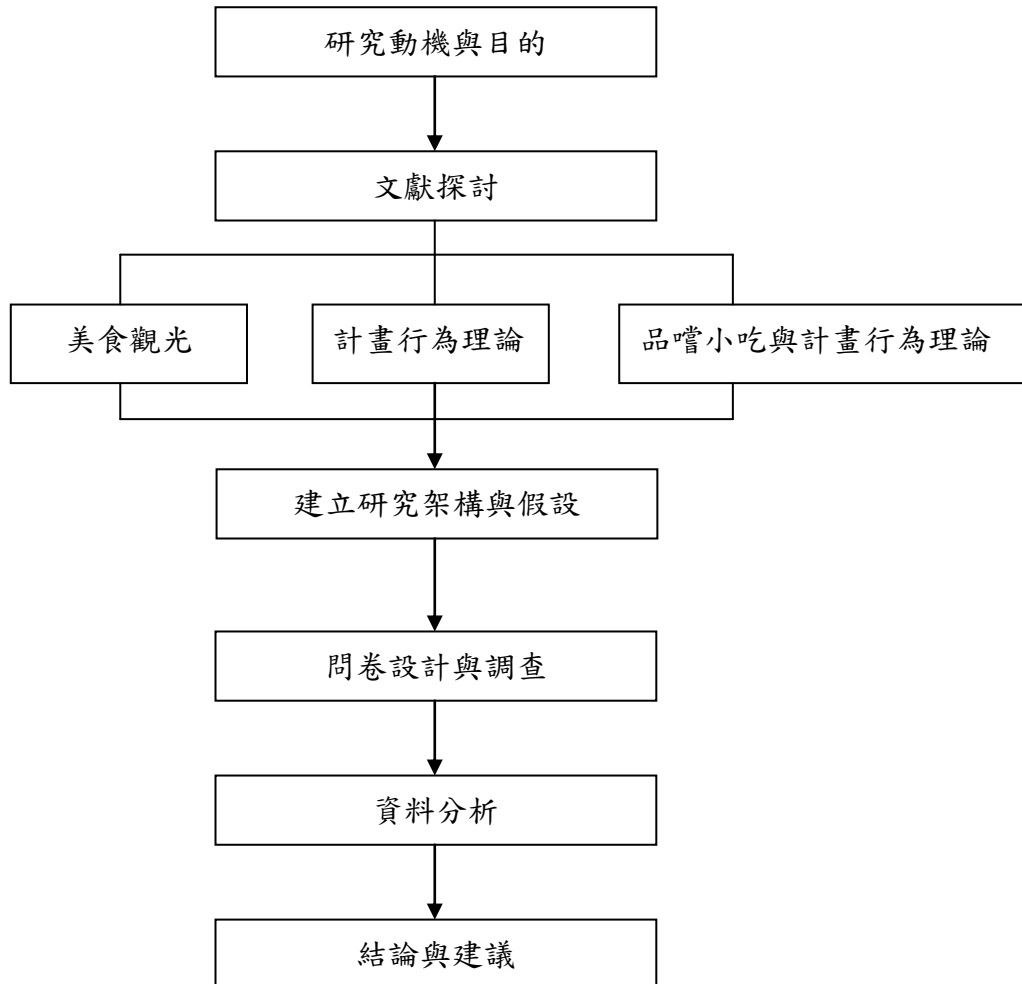 研究動機與目的
文獻探討
美食觀光
計畫行為理論
品嚐小吃與計畫行為理論
建立研究架構與假設
問卷設計與調查
資料分析
結論與建議